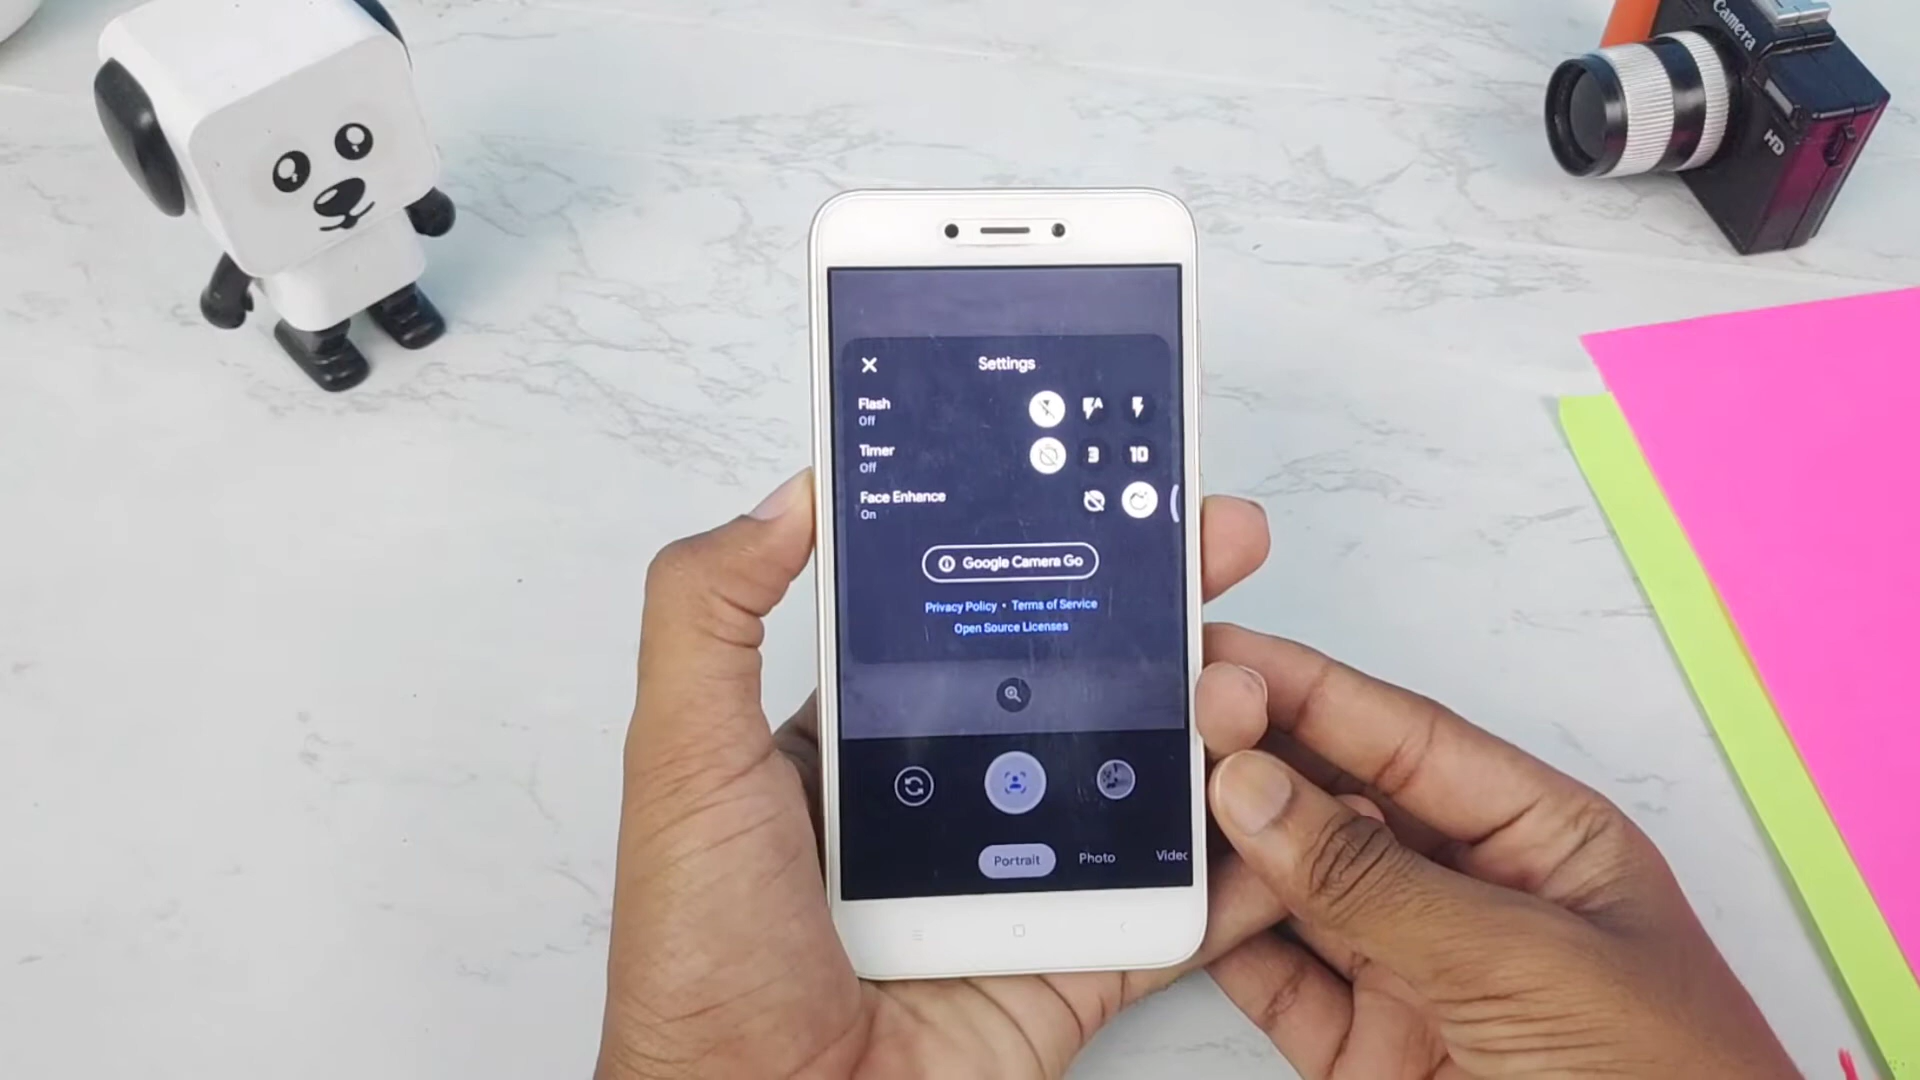 Camera
HD
Settings
Flash
Off
A
Timer
Off
3
10
Face Enhance
On
Google Camera Go
Privacy Policy • Terms of Service
Open Source Licenses
Portrait
Photo
Video